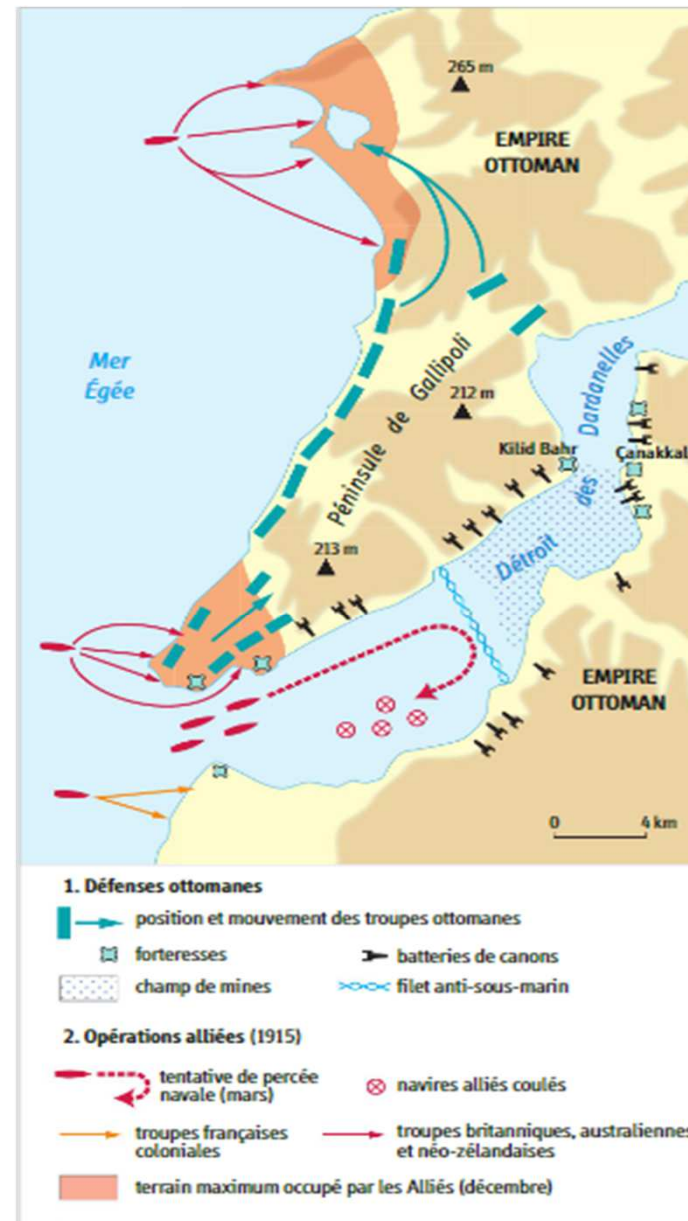 265 m
EMPIRE
OTTOMAN
Mer
Égée
Péninsule de Gallipoli
212 m
Détroit des Dardanelles
Kilid Bahr
Çanakkal
213 m
EMPIRE
OTTOMAN
0 4 km
1. Défenses ottomanes
position et mouvement des troupes ottomanes
forteresses
batteries de canons
champ de mines
filet anti-sous-marin
2. Opérations alliées (1915)
tentative de percée
navale (mars)
navires alliés coulés
troupes françaises
coloniales
troupes britanniques, australiennes
et néo-zélandaises
terrain maximum occupé par les Alliés (décembre)